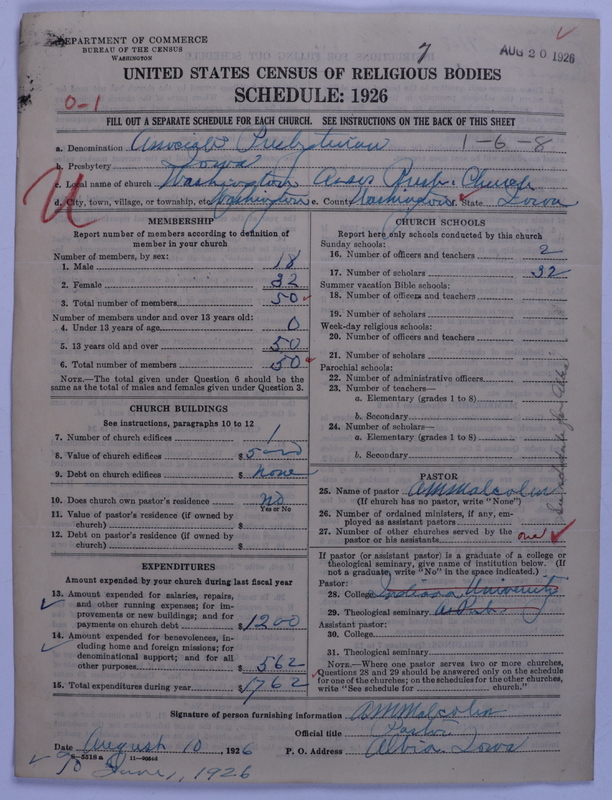 DEPARTMENT OF COMMERCE
BUREAU OF THE CENSUS
WASHINGTON
7
AUG 20 1926
UNITED STATES CENSUS OF RELIGIOUS BODIES
SCHEDULE: 1926
0-1
FILL OUT A SEPARATE SCHEDULE FOR EACH CHURCH. SEE INSTRUCTIONS ON THE BACK OF THIS SHEET
a. Denomination Associate Presbyterian 1-6-8
b. Presbytery Iowa
c. Local name of church Washington Church
d. City, town, village, or township, etc. Washington e. County Washington f. State Iowa
MEMBERSHIP
Report number of members according to definition of member in your church
Number of members, by sex:
1. Male 18
2. Female 32
3. Total number of members 50
Number of members under and over 13 years old:
4. Under 13 years of age 0
5. 13 years old and over 50
6. Total number of members 50
NOTE.—The total given under Question 6 should be
same as the total of males and females given under Question 3.
CHURCH BUILDINGS
See instructions, paragraphs 10 to 12
7. Number of church edifices 1
8. Value of church edifices $
9. Debt on church edifices $ none
10. Does church own pastor's residence No
Yes or No
11. Value of pastor's residence (if owned by
church) $
12. Debt on pastor's residence (if owned by
church) $
EXPENDITURES
Amount expended by your church during last fiscal year
13. Amount expended for salaries, repairs,
and other running expenses; for im-
provements or new buildings; and for
payments on church debt $1200
14. Amount expended for benevolences, in-
cluding home and foreign missions; for
denominational support; and for all
other purposes $562
15. Total expenditures during year $1762
CHURCH SCHOOLS
Report here only schools conducted by this church
Sunday schools:
16. Number of officers and teachers 2
17. Number of scholars 32
Summer vacation Bible schools:
18. Number of officers and teachers
19. Number of scholars
Week-day religious schools:
20. Number of officers and teachers
21. Number of scholars
Parochial schools:
22. Number of administrative officers
23. Number of teachers—
a. Elementary (grades 1 to 8)
b. Secondary
24. Number of scholars—
a. Elementary (grades 1 to 8)
b. Secondary
PASTOR
25. Name of pastor A M Malcolm
(If church has no pastor, write "None")
26. Number of ordained ministers, if any, em-
ployed as assistant pastors
27. Number of other churches served by the
pastor or his assistants one
If pastor (or assistant pastor) is a graduate of a college or
theological seminary, give name of institution below. (If
not a graduate, write "No" in the space indicated.)
Pastor:
28. College Indiana University
29. Theological seminary
Assistant pastor:
30. College
31. Theological seminary
NOTE.—Where one pastor serves two or more churches,
Questions 28 and 29 should be answered only on the schedule
for one of the churches; on the schedules for the other churches,
write "See schedule for church."
Signature of person furnishing information A M Malcolm
Official title Pastor
Date August 10, 1926 P. O. Address Albia Iowa
8-5518a 11-9054d
June, 1926